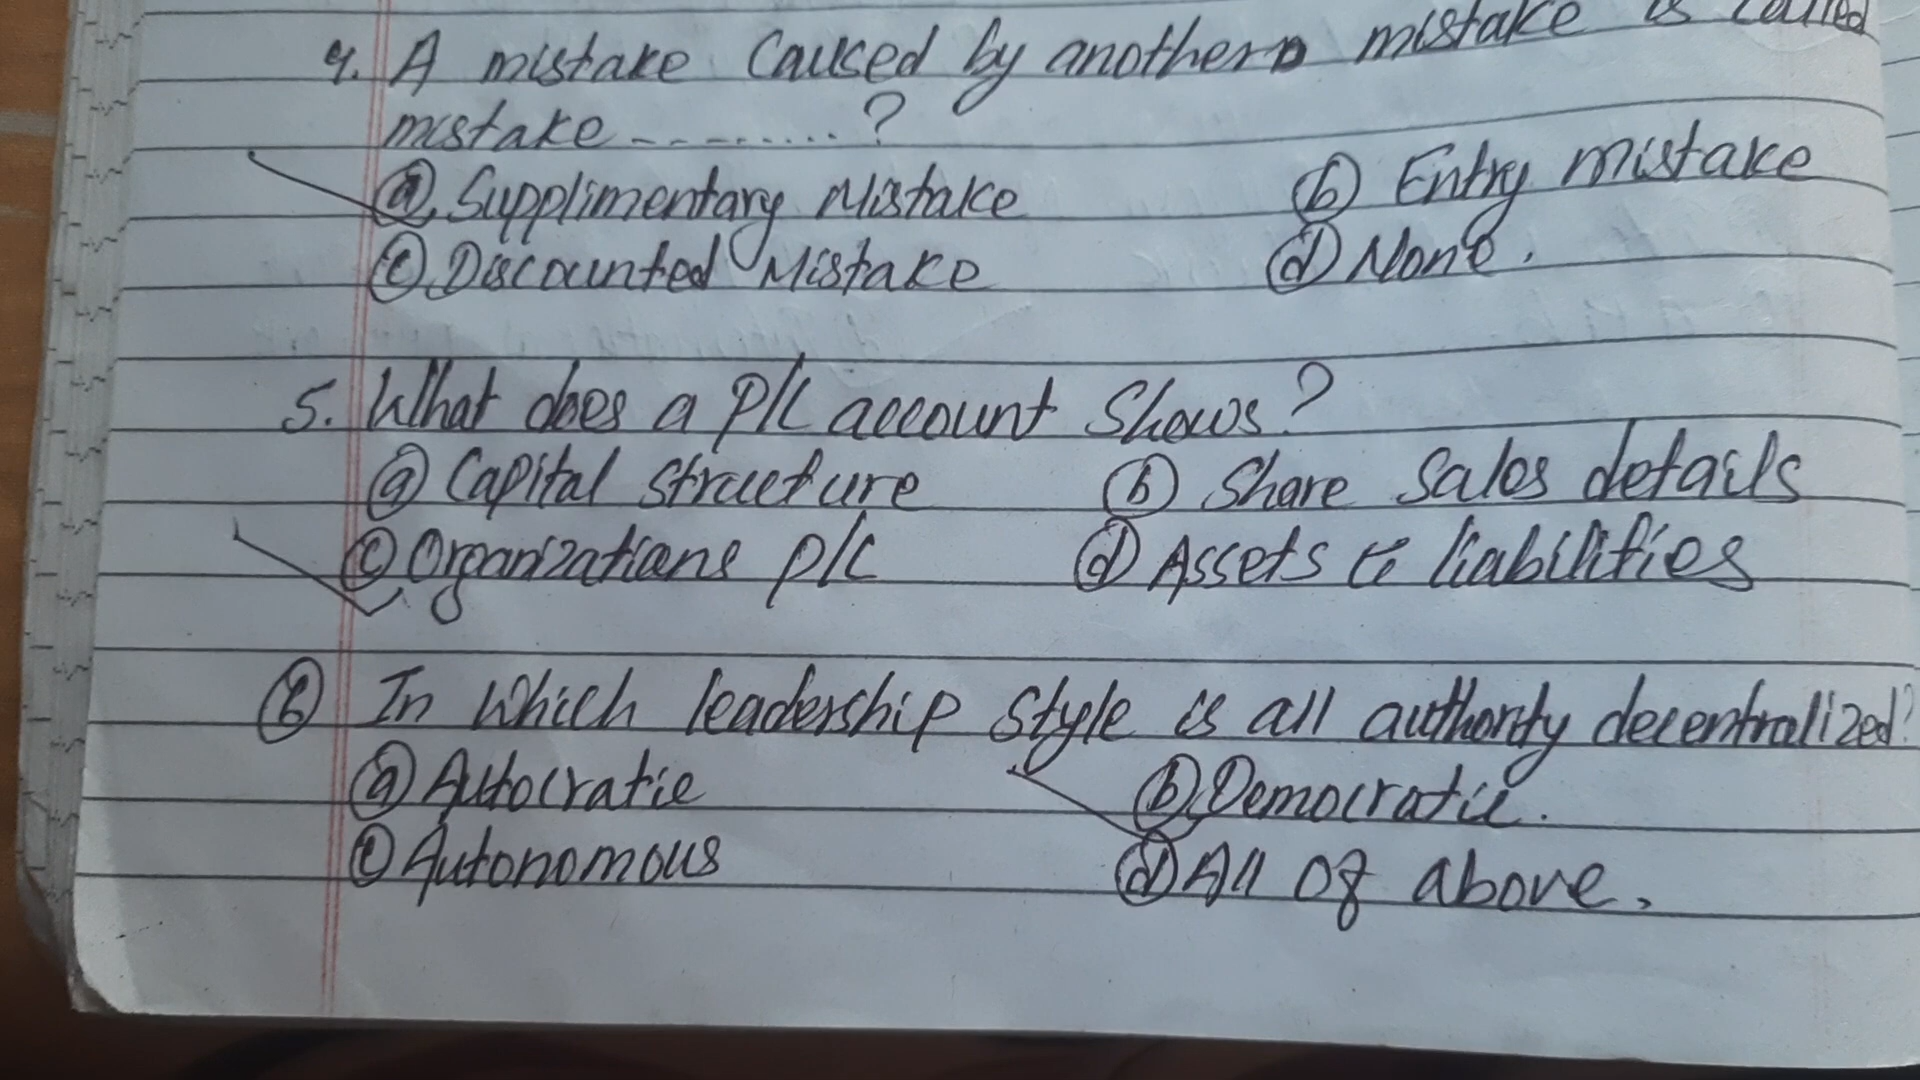 4. A mistake caused by another mistake is called
mistake ---.....?
(a) Supplimentary Mistake (b) Entry mistake
(c) Discounted Mistake (d) None.
5. What does a P/L account Shows?
(a) Capital structure (b) Share Sales details
(c) Organizations P/L (d) Assets & liabilities
(6) In which leadership style is all authority decentralized?
(a) Autocratic (b) Democratic.
(c) Autonomous (d) All of above.